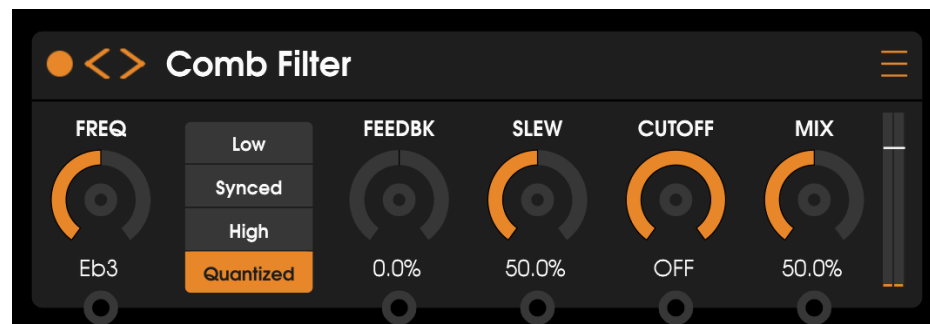 Comb Filter
FREQ
Eb3
Low
Synced
High
Quantized
FEEDBK
0.0%
SLEW
50.0%
CUTOFF
OFF
MIX
50.0%